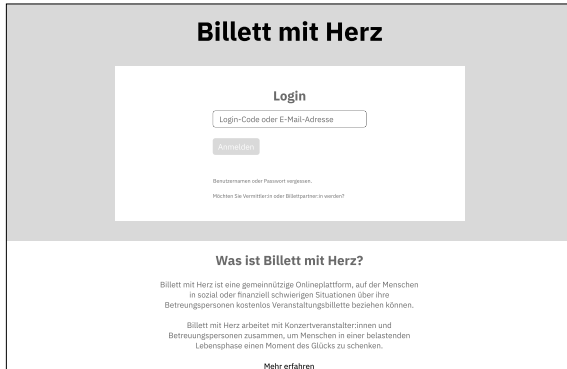 Billett mit Herz
Login
Login-Code oder E-Mail-Adresse
Anmelden
Benutzernamen oder Passwort vergessen.
Möchten Sie Vermittler:in oder Billettpartner:in werden?
Was ist Billett mit Herz?
Billett mit Herz ist eine gemeinnützige Onlineplattform, auf der Menschen
in sozial oder finanziell schwierigen Situationen über ihre
Betreungspersonen kostenlos Veranstaltungsbillette beziehen können.
Billett mit Herz arbeitet mit Konzertveranstalter:innen und
Betreuungspersonen zusammen, um Menschen in einer belastenden
Lebensphase einen Moment des Glücks zu schenken.
Mehr erfahren